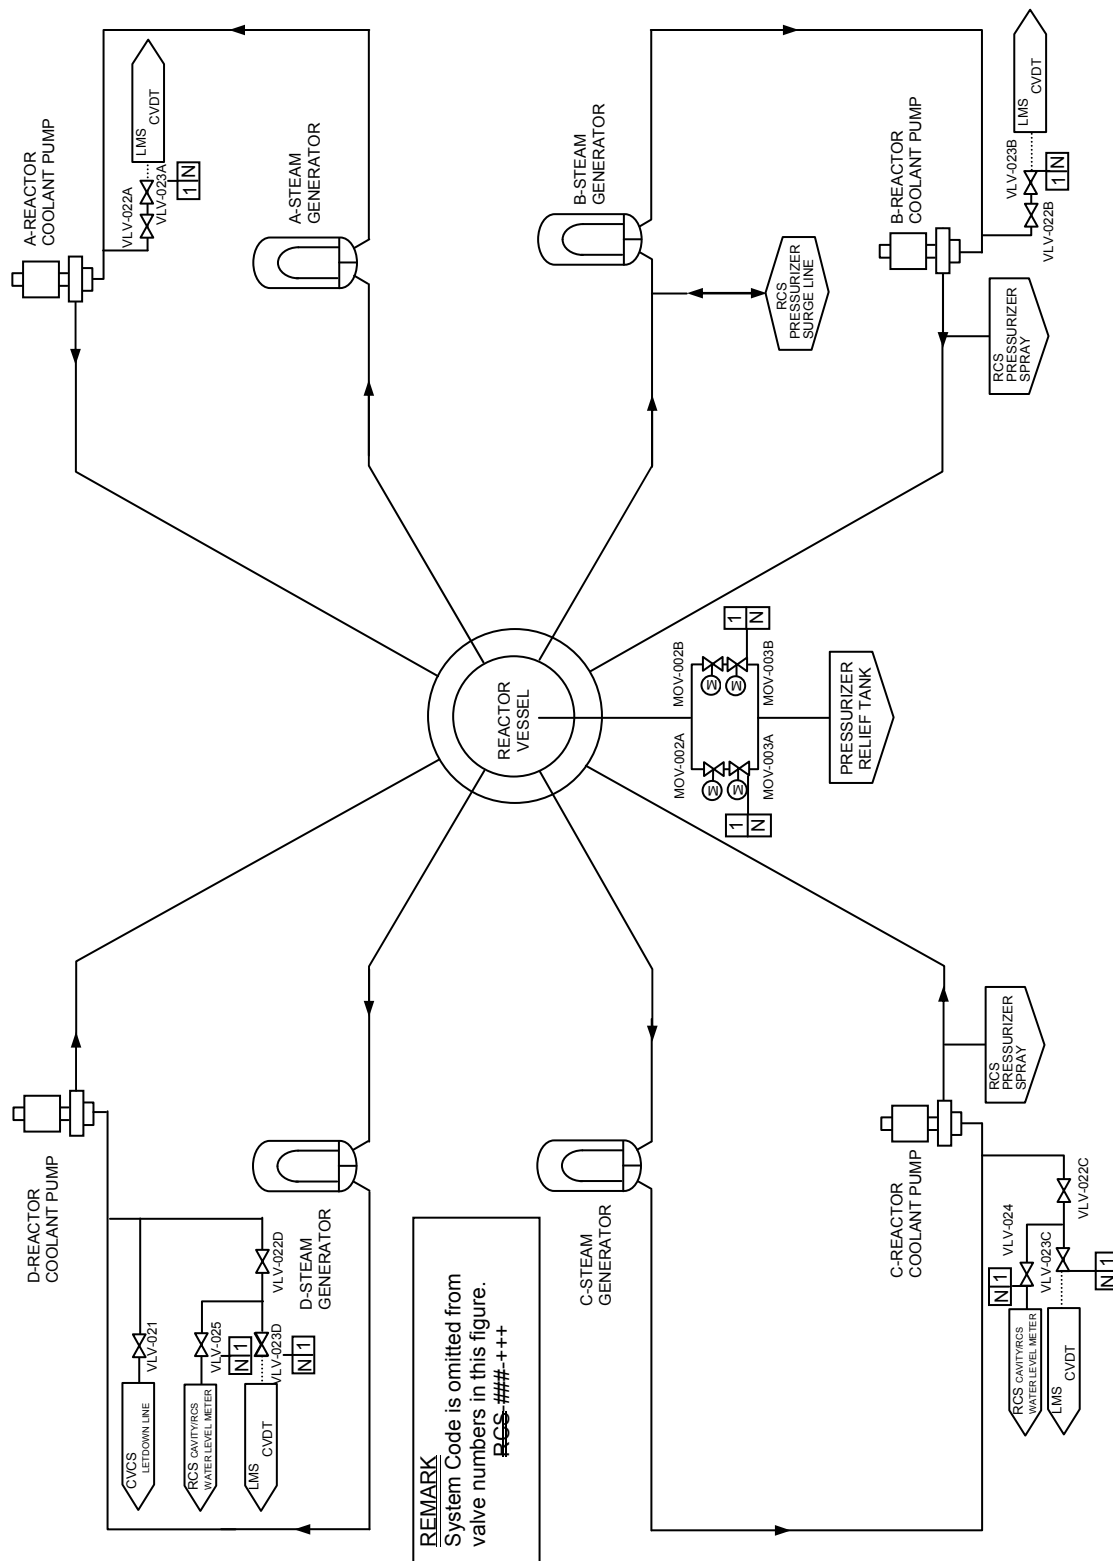 A-REACTOR
COOLANT PUMP
VLV-022A
VLV-023A
1 N
LMS
CVDT
A-STEAM
GENERATOR
B-STEAM
GENERATOR
RCS
PRESSURIZER
SURGE LINE
B-REACTOR
COOLANT PUMP
VLV-022B
VLV-023B
1 N
LMS
CVDT
RCS
PRESSURIZER
SPRAY
REACTOR
VESSEL
MOV-002B
MOV-003B
M
M
1 N
MOV-002A
MOV-003A
M
M
1 N
PRESSURIZER
RELIEF TANK
D-REACTOR
COOLANT PUMP
D-STEAM
GENERATOR
VLV-021
CVCS
LETDOWN LINE
VLV-022D
VLV-025
N 1
RCS CAVITY/RCS
WATER LEVEL METER
VLV-023D
N 1
LMS
CVDT
C-STEAM
GENERATOR
C-REACTOR
COOLANT PUMP
RCS
PRESSURIZER
SPRAY
VLV-022C
VLV-024
N 1
RCS CAVITY/RCS
WATER LEVEL METER
VLV-023C
N 1
LMS
CVDT
REMARK
System Code is omitted from
valve numbers in this figure.
RCS-###-+++